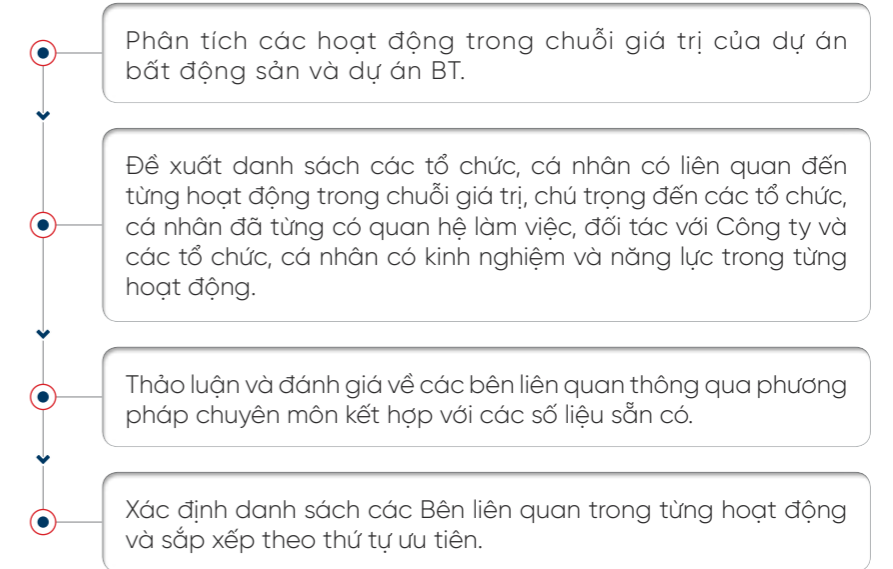 Phân tích các hoạt động trong chuỗi giá trị của dự án
bất động sản và dự án BT.
Đề xuất danh sách các tổ chức, cá nhân có liên quan đến
từng hoạt động trong chuỗi giá trị, chú trọng đến các tổ chức,
cá nhân đã từng có quan hệ làm việc, đối tác với Công ty và
các tổ chức, cá nhân có kinh nghiệm và năng lực trong từng
hoạt động.
Thảo luận và đánh giá về các bên liên quan thông qua phương
pháp chuyên môn kết hợp với các số liệu sẵn có.
Xác định danh sách các Bên liên quan trong từng hoạt động
và sắp xếp theo thứ tự ưu tiên.